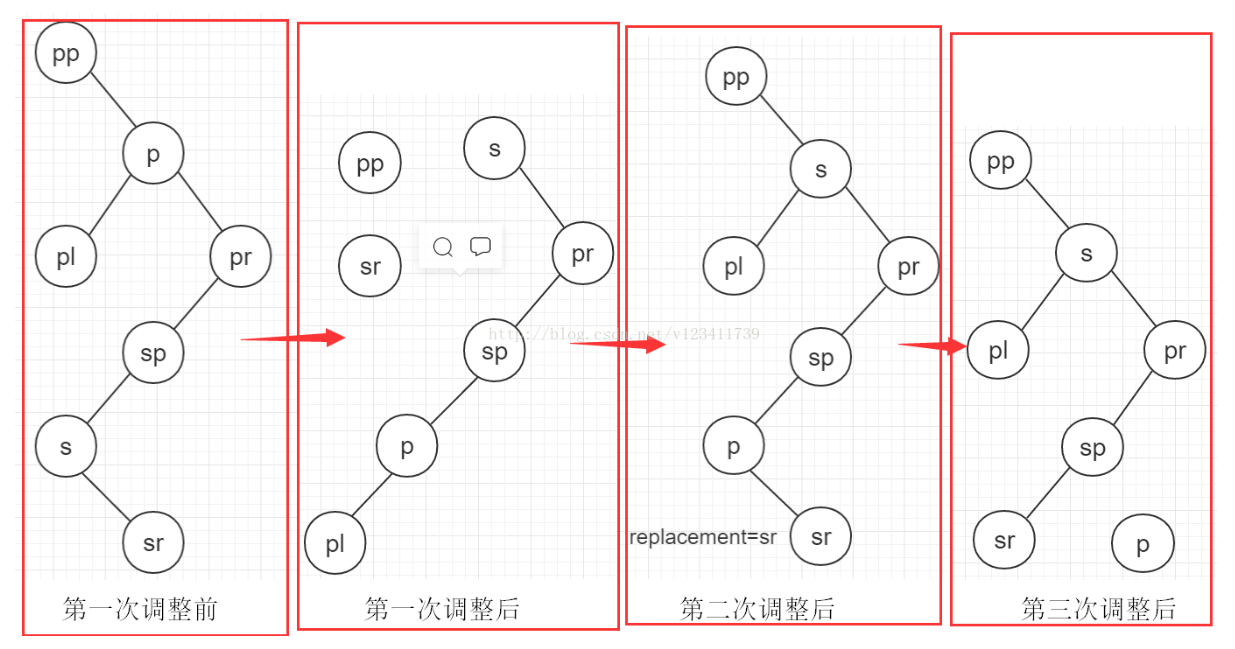 pp
p
pl
pr
sp
s
sr
第一次调整前
pp
s
sr
pr
sp
p
pl
第一次调整后
http://blog.csdn.net/v123411739
pp
s
pl
pr
sp
p
replacement=sr
sr
第二次调整后
pp
s
pl
pr
sp
sr
p
第三次调整后